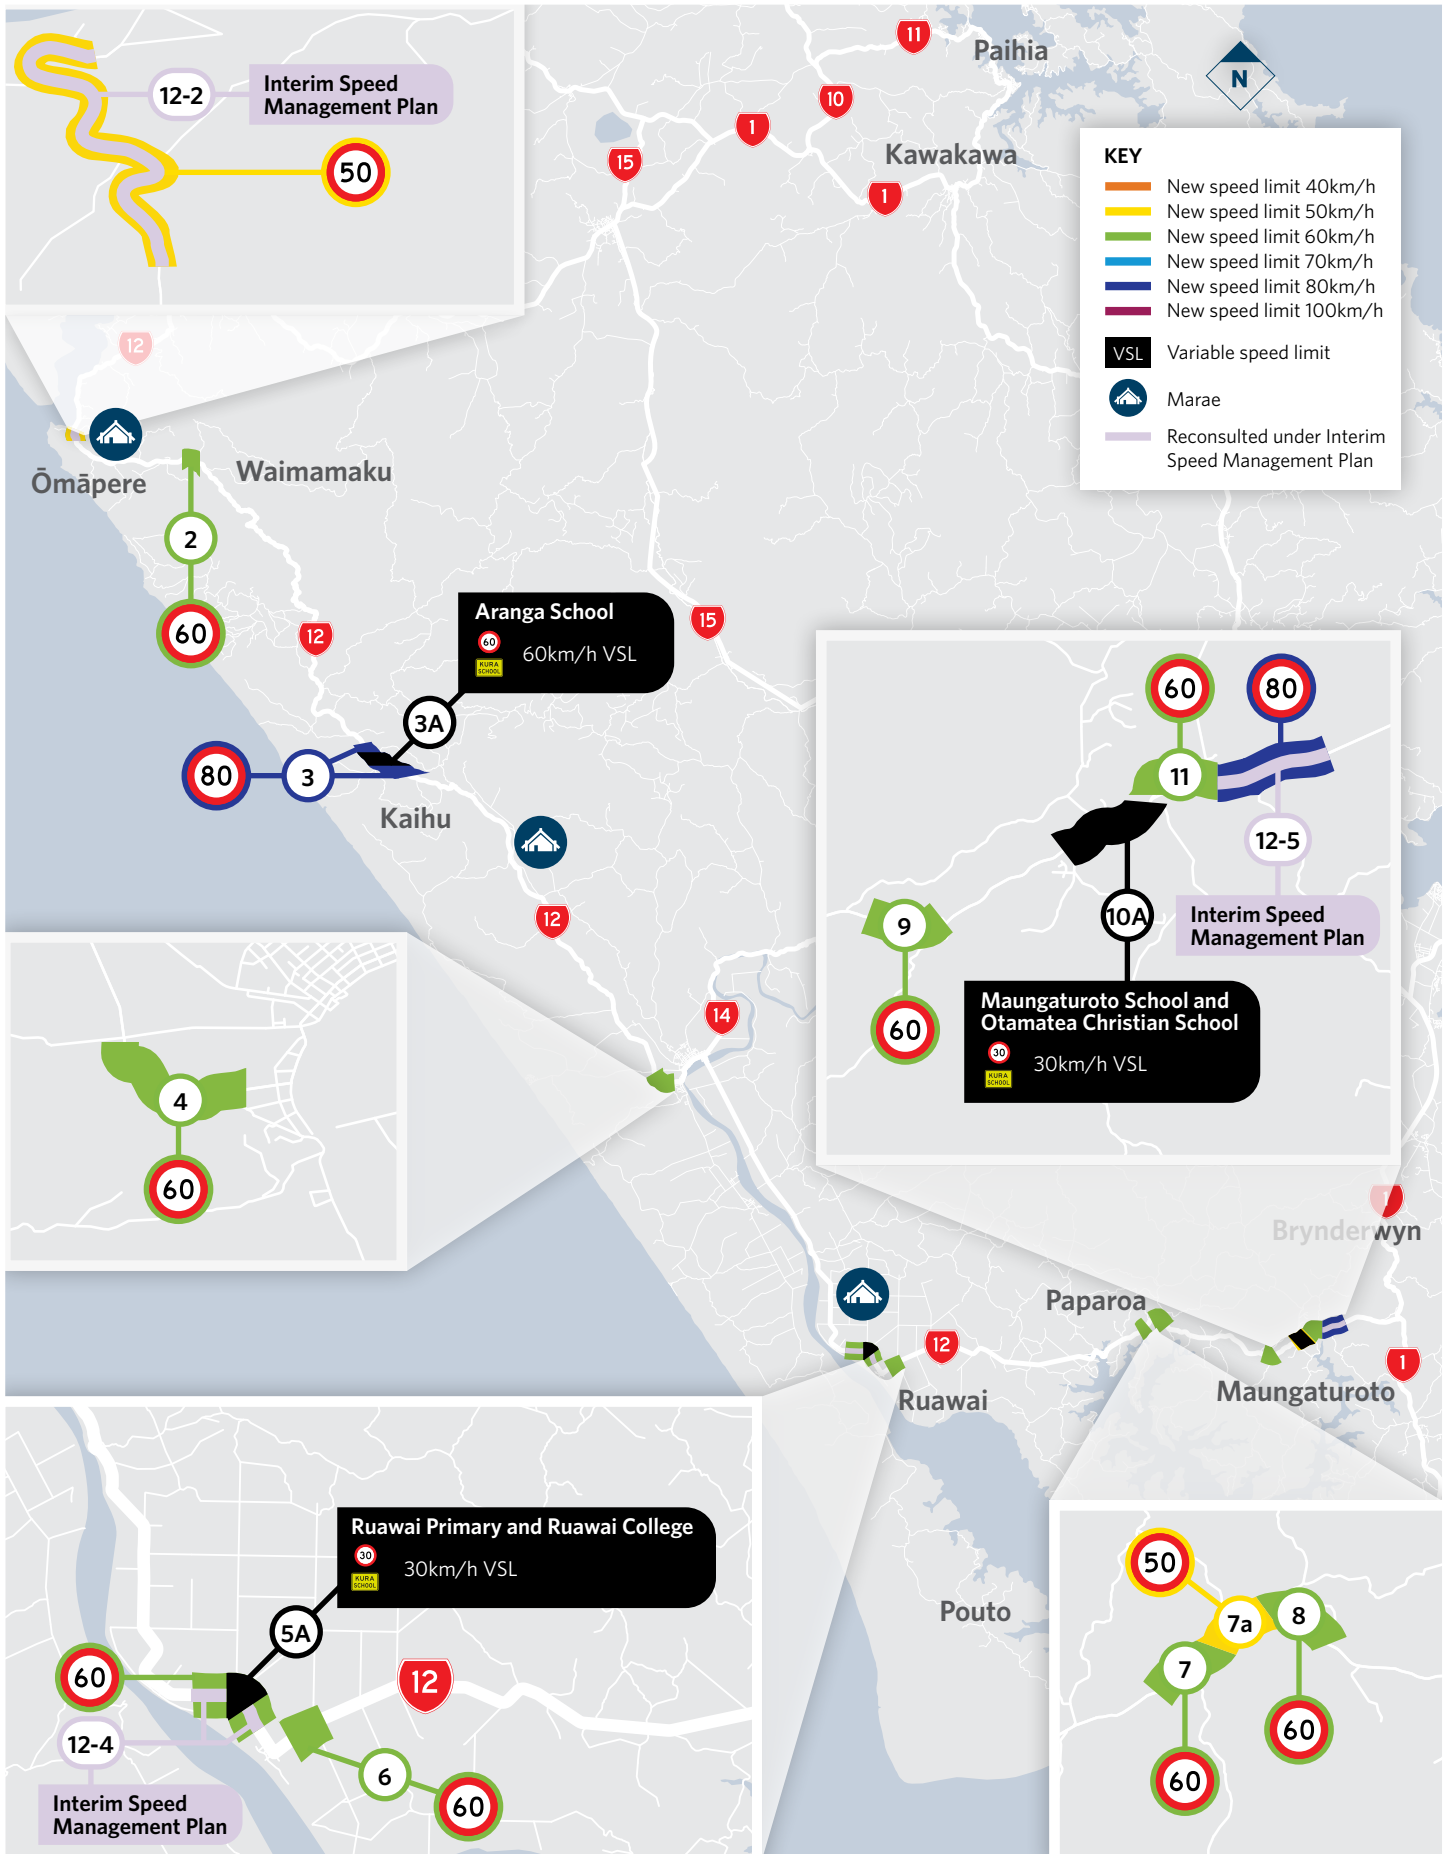 12-2
Interim Speed
Management Plan
50
11
Paihia
10
1
15
Kawakawa
1
N
KEY
New speed limit 40km/h
New speed limit 50km/h
New speed limit 60km/h
New speed limit 70km/h
New speed limit 80km/h
New speed limit 100km/h
VSL Variable speed limit
Marae
Reconsulted under Interim
Speed Management Plan
12
Ōmāpere
Waimamaku
2
60
12
Aranga School
60
KURA
SCHOOL
60km/h VSL
15
3A
80
3
Kaihu
12
14
4
60
60
80
11
12-5
Interim Speed
Management Plan
9
60
10A
Maungaturoto School and
Otamatea Christian School
30
KURA
SCHOOL
30km/h VSL
1
Brynderwyn
Paparoa
12
1
Maungaturoto
Ruawai
Pouto
Ruawai Primary and Ruawai College
30
KURA
SCHOOL
30km/h VSL
5A
60
12
12-4
Interim Speed
Management Plan
6
60
50
7a
8
7
60
60